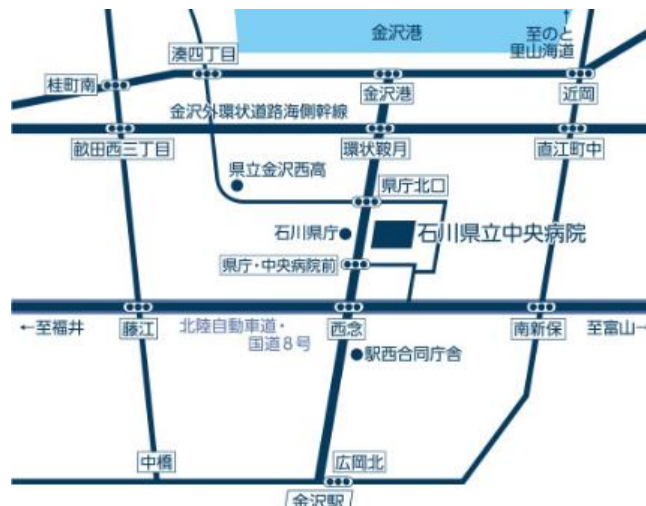 金沢港
↑
至のと
里山海道
湊四丁目
桂町南
金沢港
近岡
金沢外環状道路海側幹線
畝田西三丁目
環状鞍月
直江町中
県立金沢西高
県庁北口
石川県庁
石川県立中央病院
県庁・中央病院前
←至福井
藤江
北陸自動車道・
国道8号
西念
南新保
至富山→
駅西合同庁舎
中橋
広岡北
金沢駅